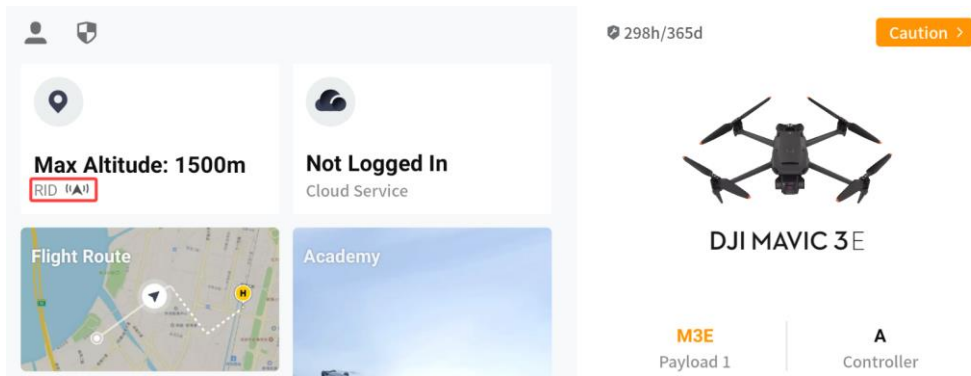 298h/365d
Caution >
Max Altitude: 1500m
RID
Not Logged In
Cloud Service
Flight Route
H
Academy
DJI MAVIC 3E
M3E
Payload 1
A
Controller